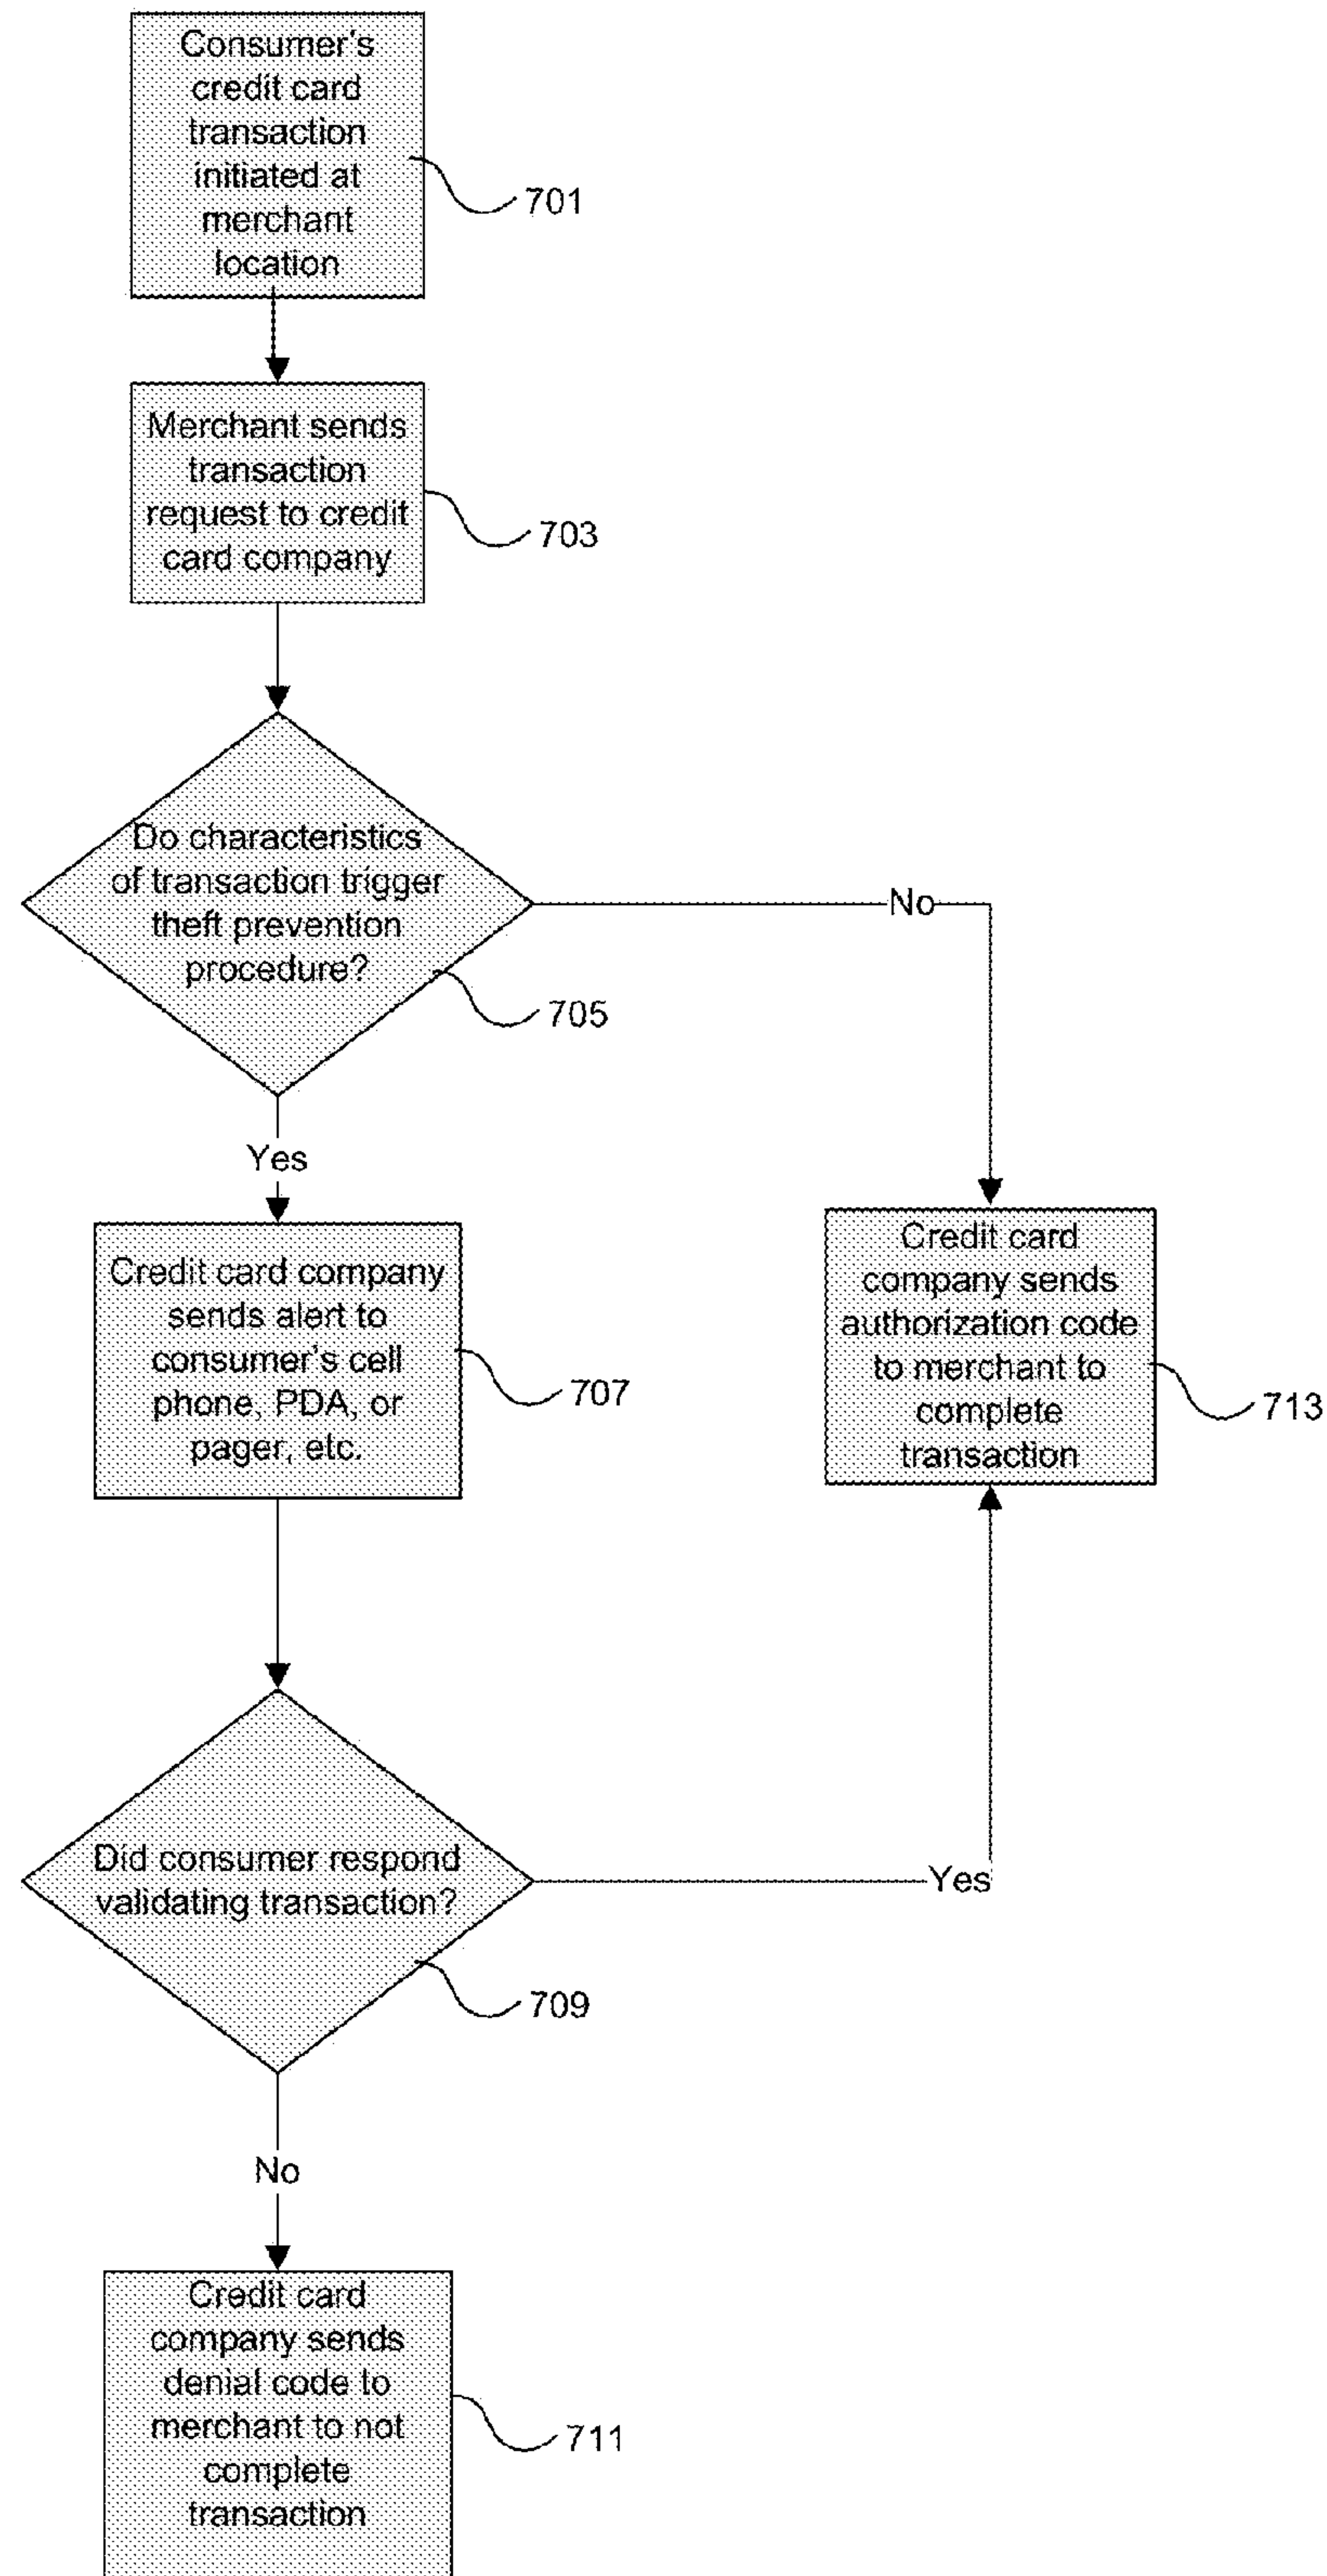 Consumer's
credit card
transaction
initiated at
merchant
location
701
Merchant sends
transaction
request to credit
card company
703
Do characteristics
of transaction trigger
theft prevention
procedure?
705
No
Yes
Credit card company
sends alert to
consumer's cell
phone, PDA, or
pager, etc.
707
Credit card
company sends
authorization code
to merchant to
complete
transaction
713
Did consumer respond
validating transaction?
709
Yes
No
Credit card
company sends
denial code to
merchant to not
complete
transaction
711